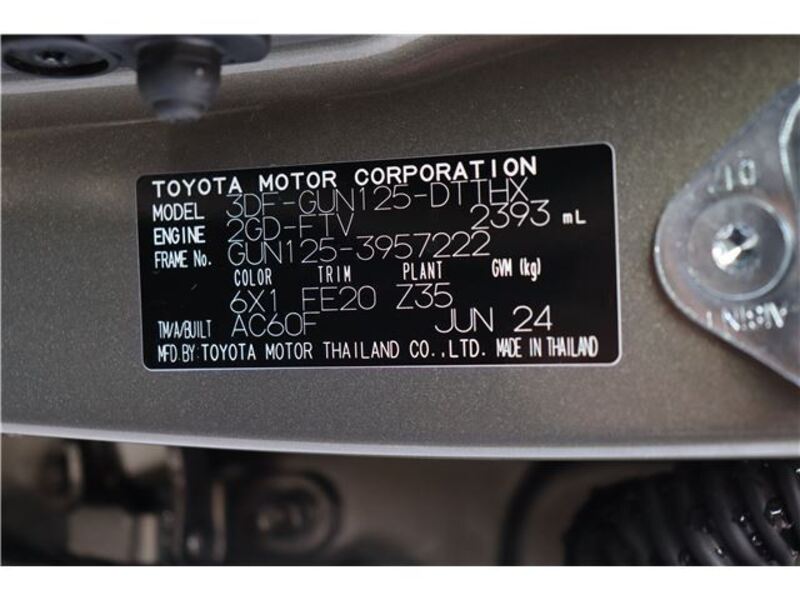 TOYOTA MOTOR CORPORATION
MODEL 3DF-GUN125-DTTHX
ENGINE 2GD-FTV 2393 mL
FRAME No. GUN125-3957222
COLOR TRIM PLANT GVM (kg)
6X1 FE20 Z35
TM/A/BUILT AC60F JUN 24
MFD. BY: TOYOTA MOTOR THAILAND CO.,LTD. MADE IN THAILAND